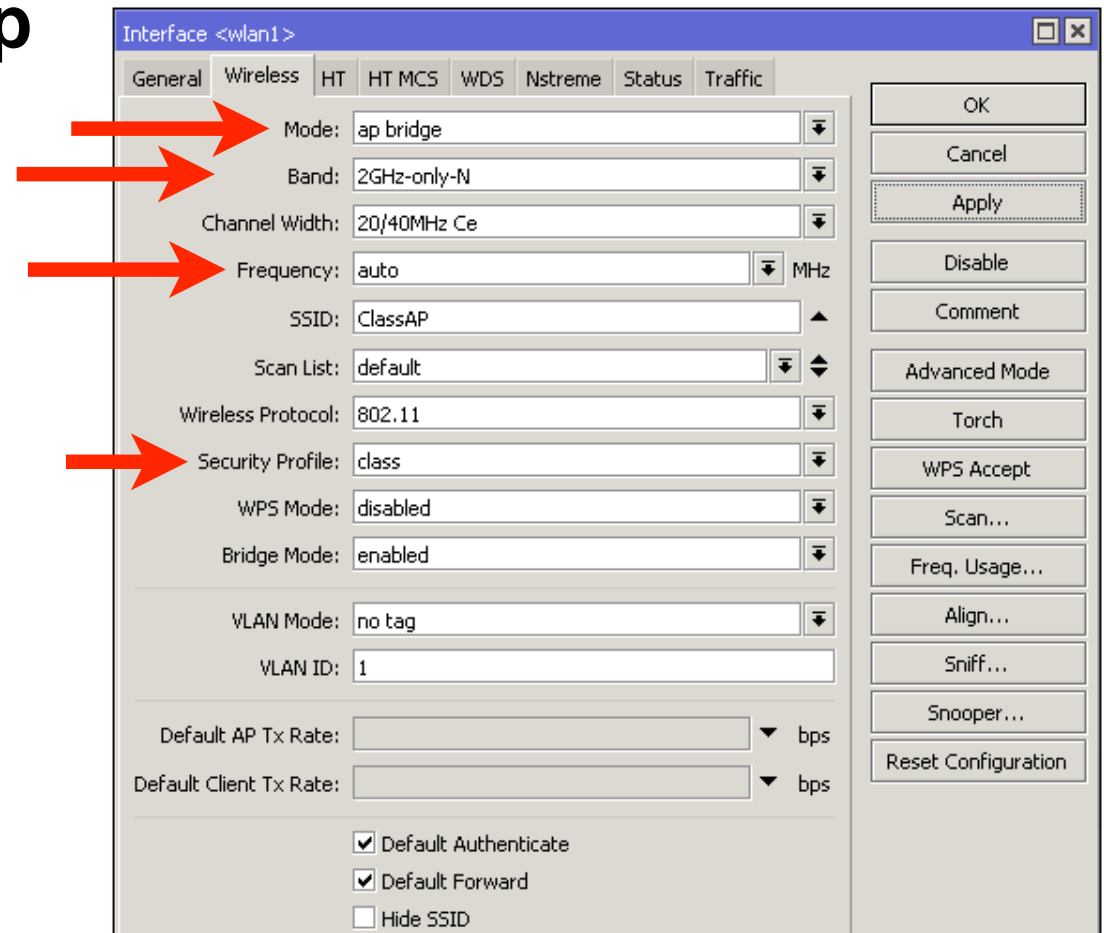 p
Interface <wlan1>
General Wireless HT HT MCS WDS Nstreme Status Traffic
Mode: ap bridge
Band: 2GHz-only-N
Channel Width: 20/40MHz Ce
Frequency: auto MHz
SSID: ClassAP
Scan List: default
Wireless Protocol: 802.11
Security Profile: class
WPS Mode: disabled
Bridge Mode: enabled
VLAN Mode: no tag
VLAN ID: 1
Default AP Tx Rate: bps
Default Client Tx Rate: bps
Default Authenticate
Default Forward
Hide SSID
OK
Cancel
Apply
Disable
Comment
Advanced Mode
Torch
WPS Accept
Scan...
Freq. Usage...
Align...
Sniff...
Snooper...
Reset Configuration